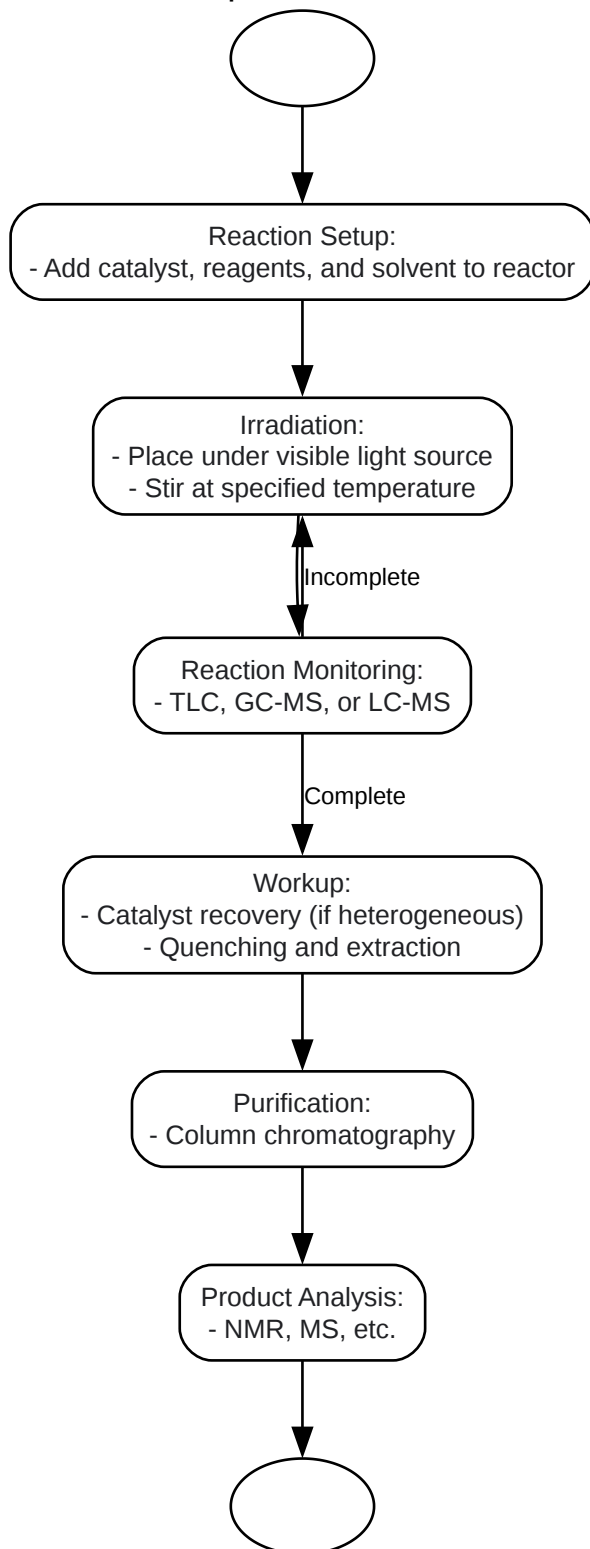 Reaction Setup:
- Add catalyst, reagents, and solvent to reactor
Irradiation:
- Place under visible light source
- Stir at specified temperature
Incomplete
Reaction Monitoring:
- TLC, GC-MS, or LC-MS
Complete
Workup:
- Catalyst recovery (if heterogeneous)
- Quenching and extraction
Purification:
- Column chromatography
Product Analysis:
- NMR, MS, etc.